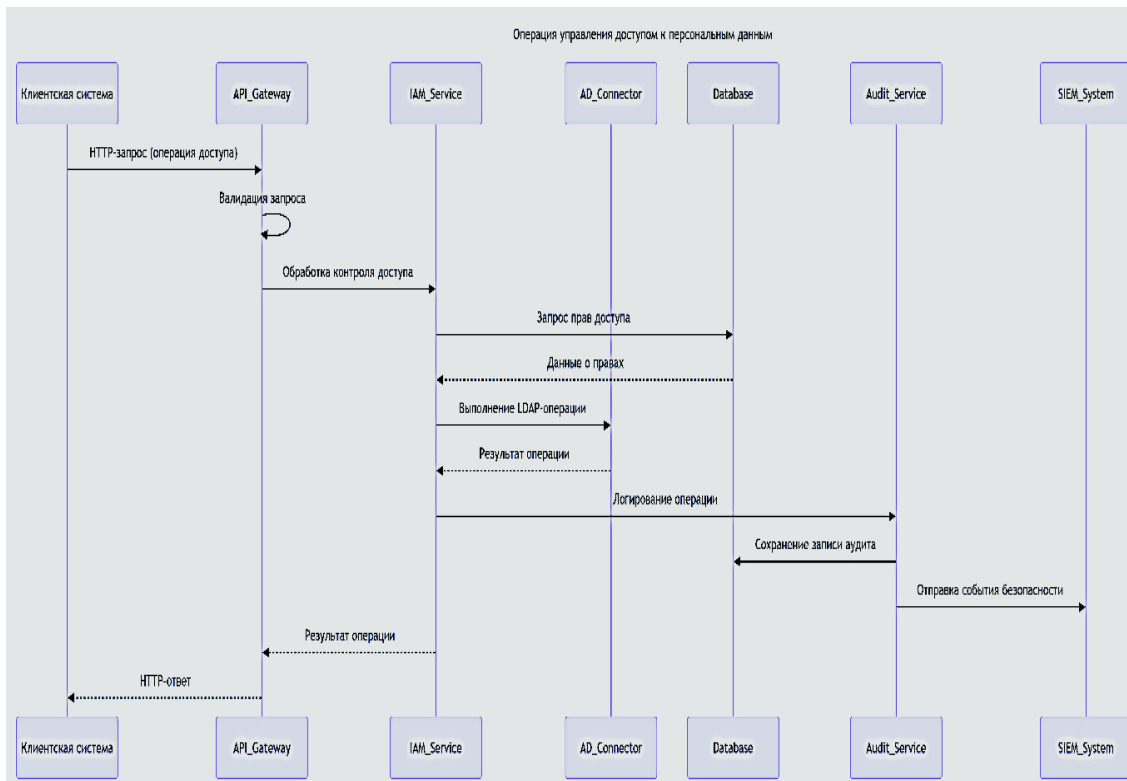 Операция управления доступом к персональным данным
Клиентская система
API_Gateway
IAM_Service
AD_Connector
Database
Audit_Service
SIEM_System
HTTP-запрос (операция доступа)
Валидация запроса
Обработка контроля доступа
Запрос прав доступа
Данные о правах
Выполнение LDAP-операции
Результат операции
Логирование операции
Сохранение записи аудита
Отправка события безопасности
Результат операции
HTTP-ответ
Клиентская система
API_Gateway
IAM_Service
AD_Connector
Database
Audit_Service
SIEM_System